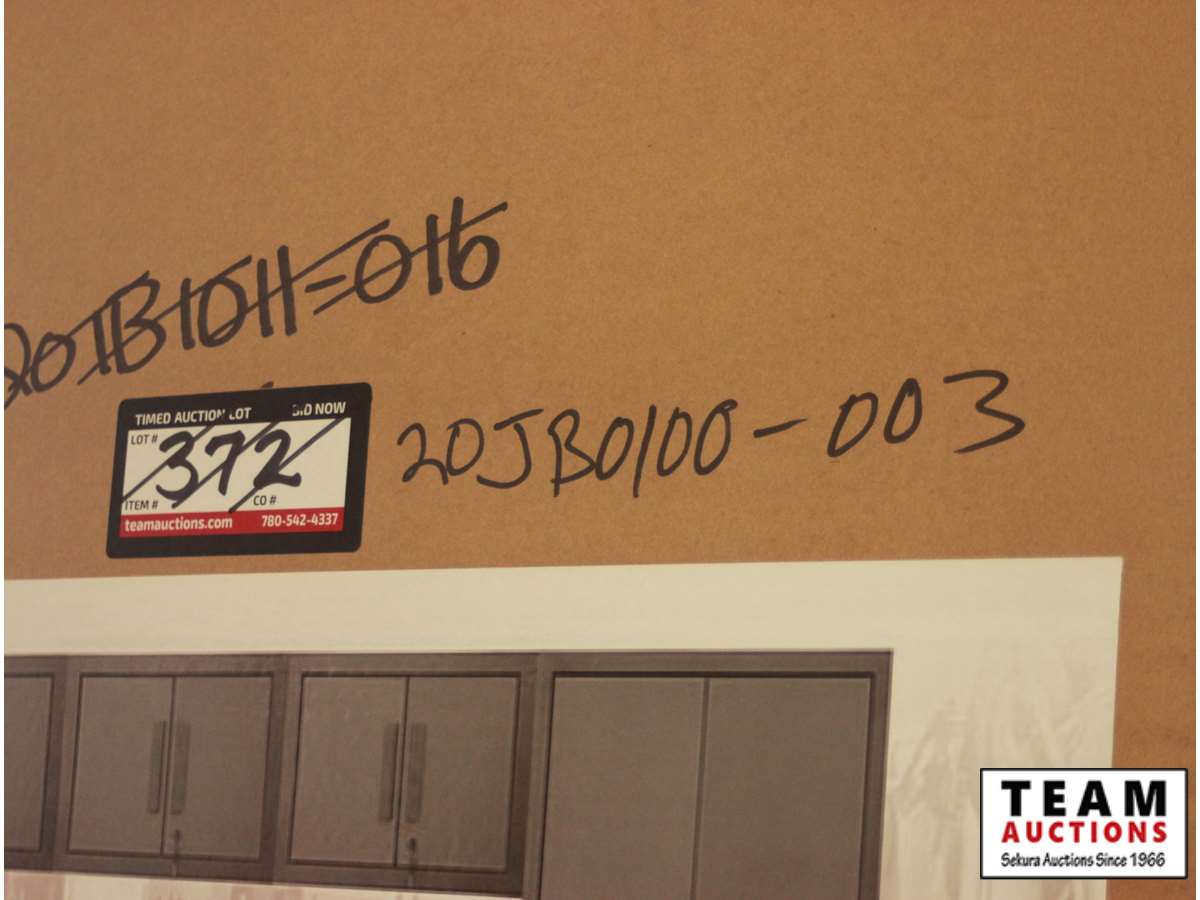 20JB1011-016
TIMED AUCTION LOT BID NOW
LOT # 372
ITEM # CO #
teamauctions.com 780-542-4337
20JB0100-003
TEAM
AUCTIONS
Sekura Auctions Since 1966